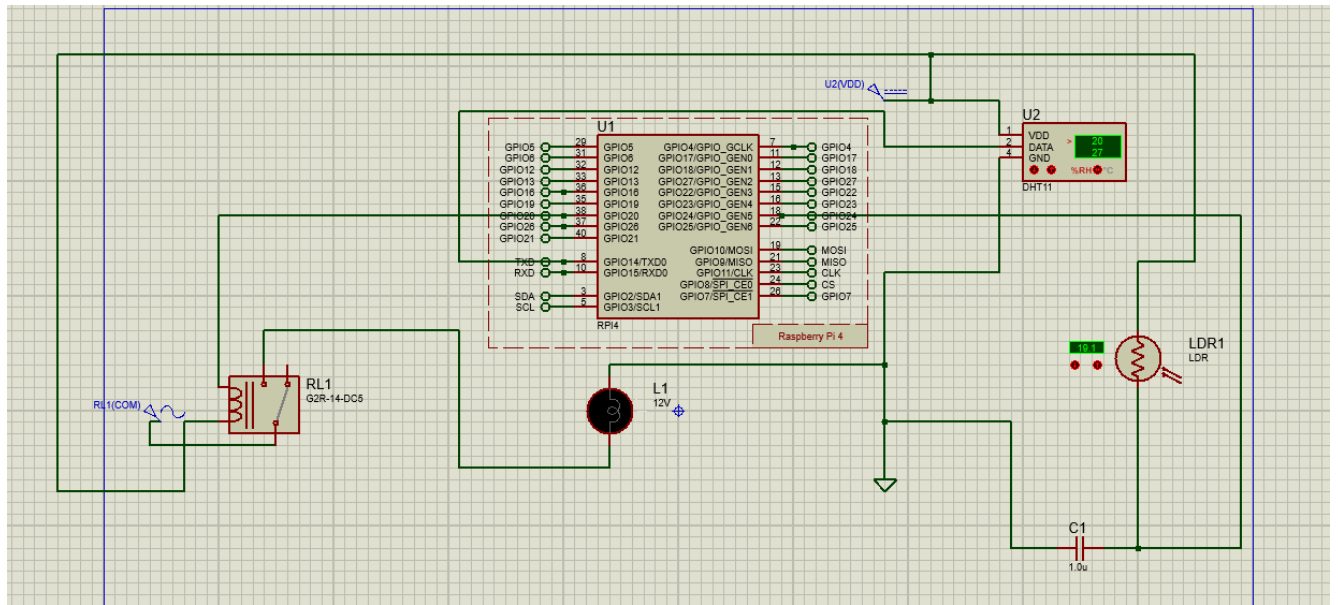 U2(VDD)
U2
1 VDD
2 DATA
4 GND
> 20
27
%RH °C
DHT11
U1
GPIO5 29 GPIO5
GPIO6 31 GPIO6
GPIO12 32 GPIO12
GPIO13 33 GPIO13
GPIO16 36 GPIO16
GPIO19 35 GPIO19
GPIO20 38 GPIO20
GPIO26 37 GPIO26
GPIO21 40 GPIO21
TXD 8 GPIO14/TXD0
RXD 10 GPIO15/RXD0
SDA 3 GPIO2/SDA1
SCL 5 GPIO3/SCL1
GPIO4/GPIO_GCLK 7 GPIO4
GPIO17/GPIO_GEN0 11 GPIO17
GPIO18/GPIO_GEN1 12 GPIO18
GPIO27/GPIO_GEN2 13 GPIO27
GPIO22/GPIO_GEN3 15 GPIO22
GPIO23/GPIO_GEN4 16 GPIO23
GPIO24/GPIO_GEN5 18 GPIO24
GPIO25/GPIO_GEN6 22 GPIO25
GPIO10/MOSI 19 MOSI
GPIO9/MISO 21 MISO
GPIO11/CLK 23 CLK
GPIO8/SPI_CE0 24 CS
GPIO7/SPI_CE1 26 GPIO7
RPI4
Raspberry Pi 4
RL1(COM)
RL1
G2R-14-DC5
L1
12V
19.1
LDR1
LDR
C1
1.0u